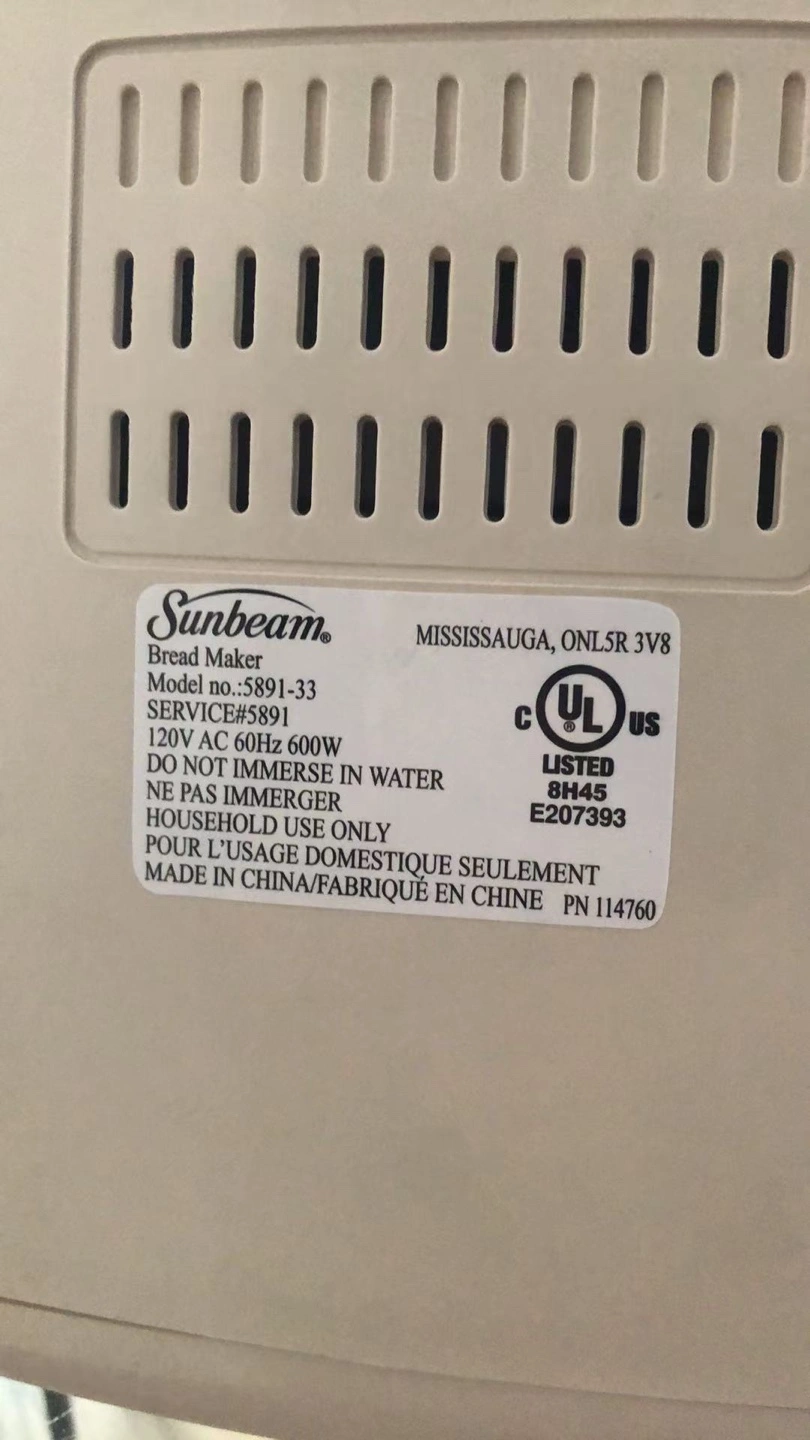 Sunbeam®
MISSISSAUGA, ONL5R 3V8
Bread Maker
Model no.:5891-33
SERVICE#5891
120V AC 60Hz 600W
DO NOT IMMERSE IN WATER
NE PAS IMMERGER
HOUSEHOLD USE ONLY
POUR L'USAGE DOMESTIQUE SEULEMENT
MADE IN CHINA/FABRIQUÉ EN CHINE PN 114760
C UL® US
LISTED
8H45
E207393